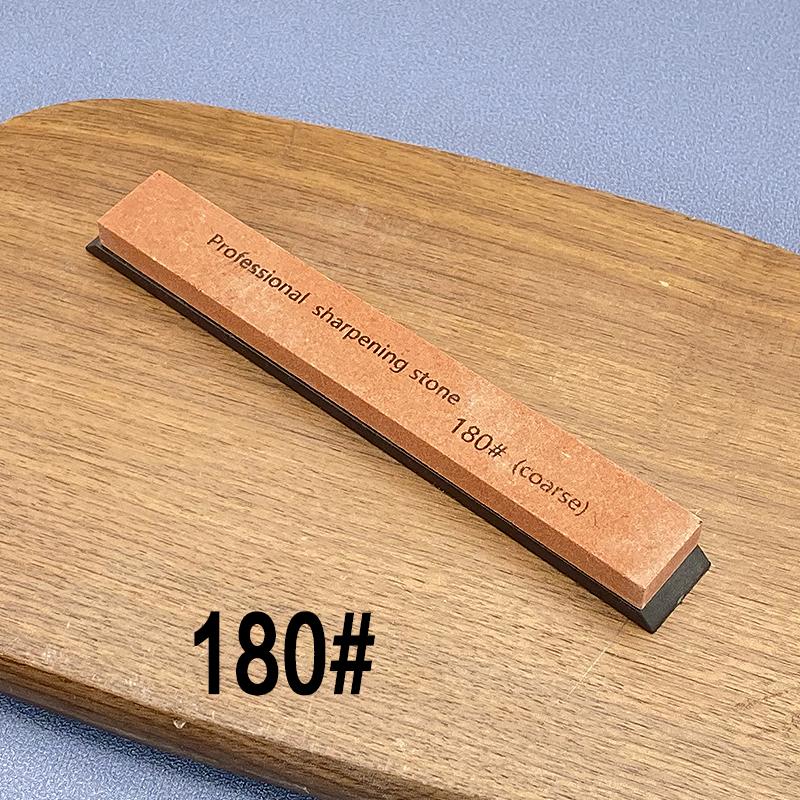 Professional sharpening stone
180# (coarse)
180#